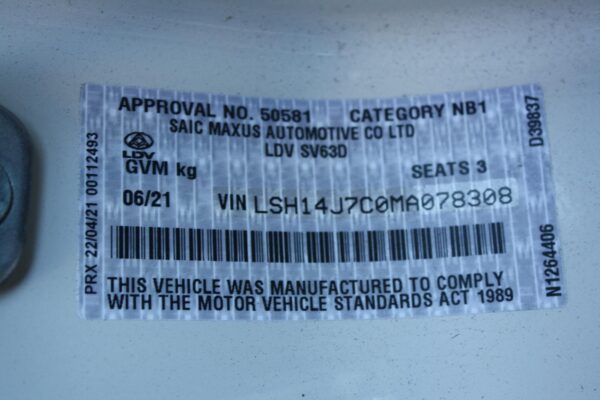 APPROVAL NO. 50581 CATEGORY NB1
SAIC MAXUS AUTOMOTIVE CO LTD
LDV SV63D
LDV
GVM kg SEATS 3
06/21 VIN LSH14J7C0MA078308
THIS VEHICLE WAS MANUFACTURED TO COMPLY
WITH THE MOTOR VEHICLE STANDARDS ACT 1989
PRX 22/04/21 00112493
D39837
N1264406